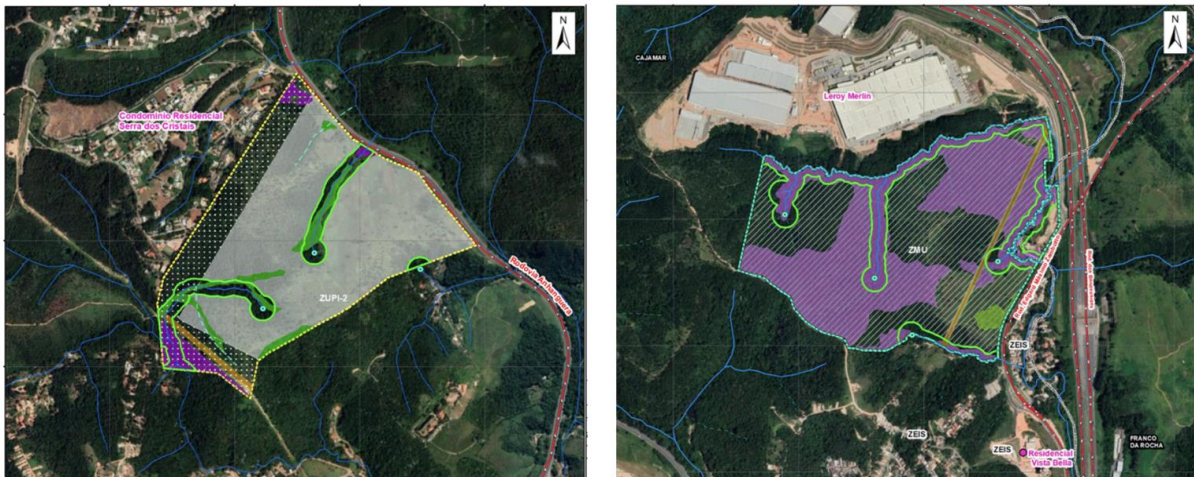 N
Condomínio Residencial
Serra dos Cristais
ZUPI-2
Rodovia Anhanguera
N
CAJAMAR
Leroy Merlin
ZMU
ZEIS
ZEIS
ZEIS
FRANCO
DA ROCHA
Residencial
Vista Bella